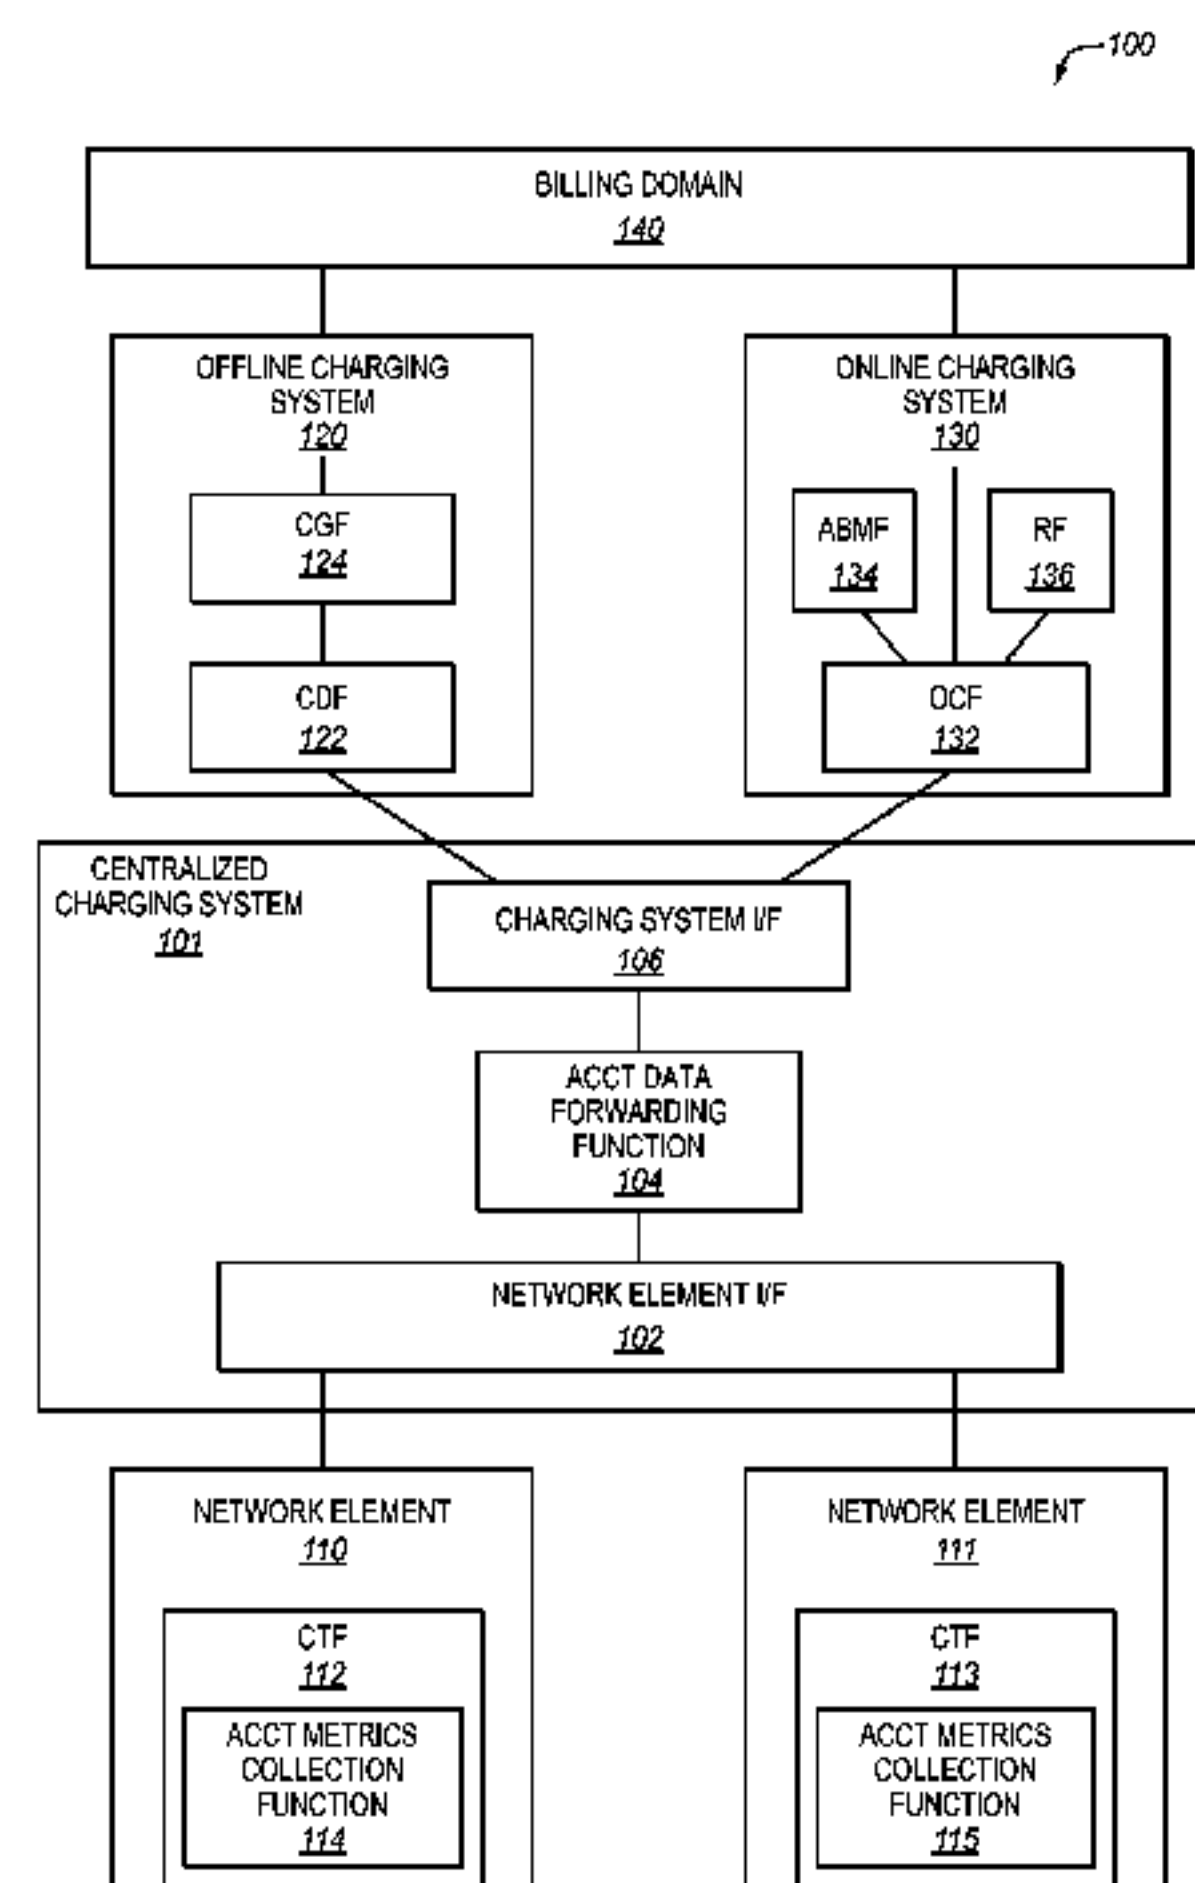 100
BILLING DOMAIN
140
OFFLINE CHARGING
SYSTEM
120
CGF
124
CDF
122
ONLINE CHARGING
SYSTEM
130
ABMF
134
RF
136
OCF
132
CENTRALIZED
CHARGING SYSTEM
101
CHARGING SYSTEM I/F
106
ACCT DATA
FORWARDING
FUNCTION
104
NETWORK ELEMENT I/F
102
NETWORK ELEMENT
110
CTF
112
ACCT METRICS
COLLECTION
FUNCTION
114
NETWORK ELEMENT
111
CTF
113
ACCT METRICS
COLLECTION
FUNCTION
115